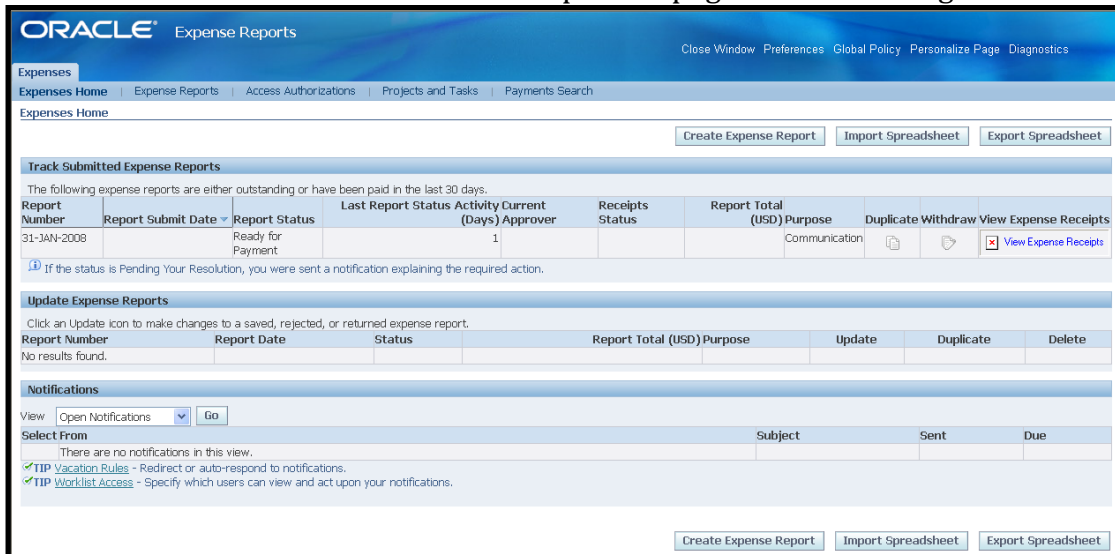 ORACLE® Expense Reports
Close Window Preferences Global Policy Personalize Page Diagnostics
Expenses
Expenses Home | Expense Reports | Access Authorizations | Projects and Tasks | Payments Search
Expenses Home
Create Expense Report Import Spreadsheet Export Spreadsheet
Track Submitted Expense Reports
The following expense reports are either outstanding or have been paid in the last 30 days.
Report Number Report Submit Date Report Status Last Report Status Activity (Days) Current Approver Receipts Status Report Total (USD) Purpose Duplicate Withdraw View Expense Receipts
31-JAN-2008 Ready for Payment 1 Communication View Expense Receipts
If the status is Pending Your Resolution, you were sent a notification explaining the required action.
Update Expense Reports
Click an Update icon to make changes to a saved, rejected, or returned expense report.
Report Number Report Date Status Report Total (USD) Purpose Update Duplicate Delete
No results found.
Notifications
View Open Notifications Go
Select From Subject Sent Due
There are no notifications in this view.
TIP Vacation Rules - Redirect or auto-respond to notifications.
TIP Worklist Access - Specify which users can view and act upon your notifications.
Create Expense Report Import Spreadsheet Export Spreadsheet